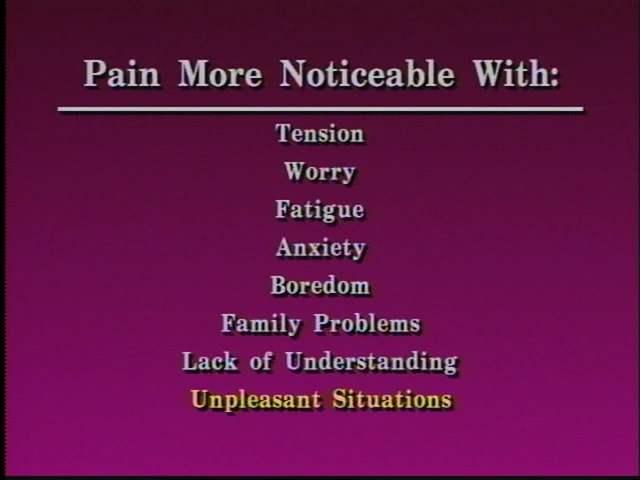 Pain More Noticeable With:
Tension
Worry
Fatigue
Anxiety
Boredom
Family Problems
Lack of Understanding
Unpleasant Situations